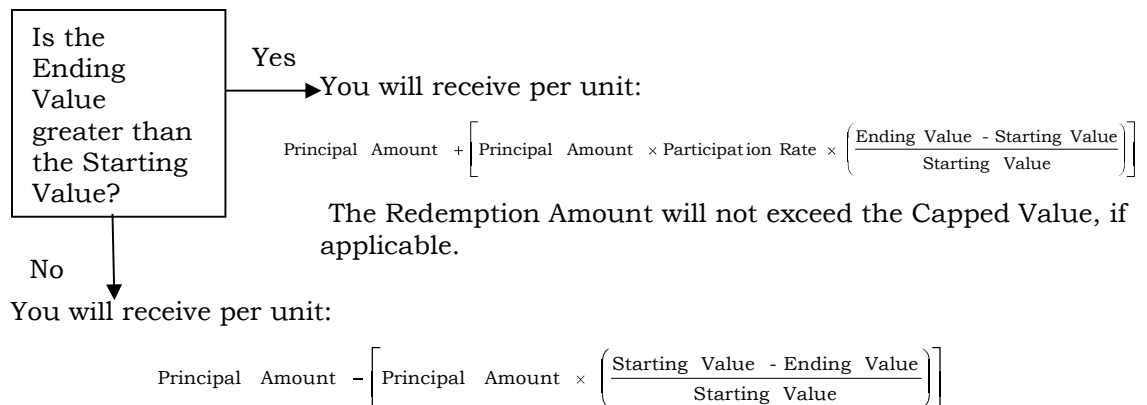 Is the
Ending
Value
greater than
the Starting
Value?
Yes
You will receive per unit:
Principal Amount + [Principal Amount × Participation Rate × (Ending Value - Starting Value / Starting Value)]
The Redemption Amount will not exceed the Capped Value, if
applicable.
No
You will receive per unit:
Principal Amount − [Principal Amount × (Starting Value - Ending Value / Starting Value)]